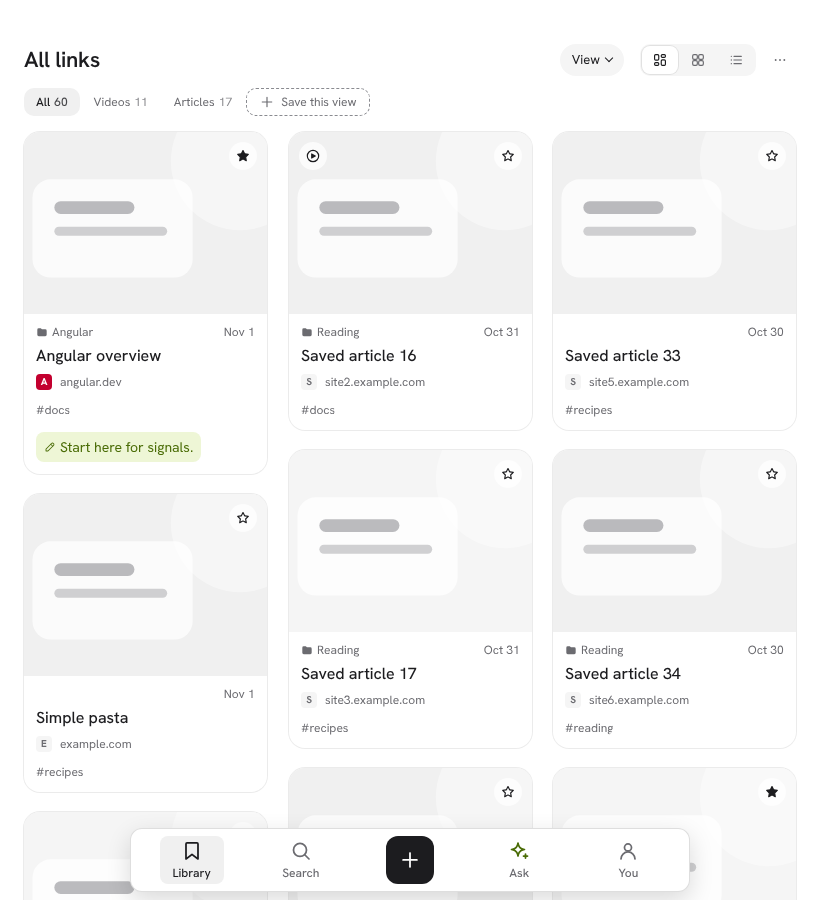 All links
View
All 60
Videos 11
Articles 17
Save this view
Angular
Nov 1
Angular overview
A
angular.dev
#docs
Start here for signals.
Nov 1
Simple pasta
E
example.com
#recipes
Reading
Oct 31
Saved article 16
S
site2.example.com
#docs
Reading
Oct 31
Saved article 17
S
site3.example.com
#recipes
Oct 30
Saved article 33
S
site5.example.com
#recipes
Reading
Oct 30
Saved article 34
S
site6.example.com
#reading
Library
Search
Ask
You